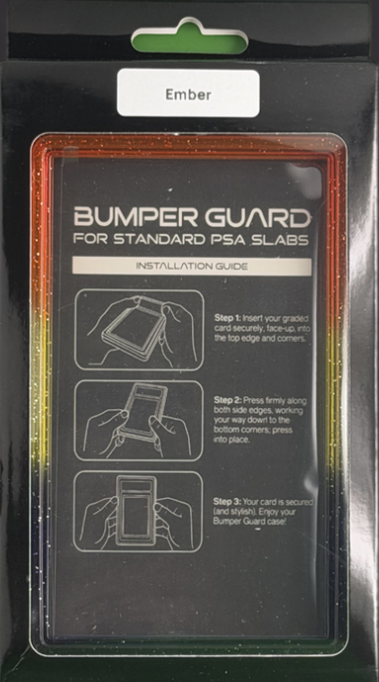 Ember
BUMPER GUARD
FOR STANDARD PSA SLABS
INSTALLATION GUIDE
Step 1: Insert your graded
card securely, face-up, into
the top edge and corners.
Step 2: Press firmly along
both side edges, working
your way down to the
bottom corners; press
into place.
Step 3: Your card is secured
(and stylish). Enjoy your
Bumper Guard case!